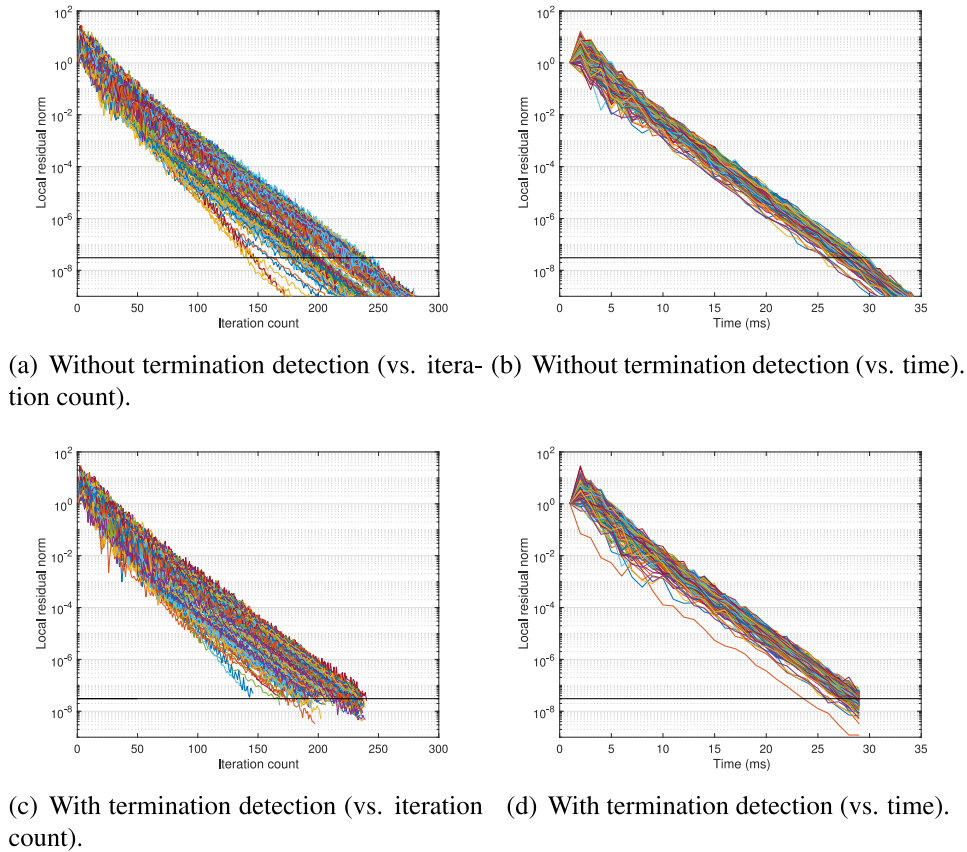 10^2
10^0
10^-2
10^-4
10^-6
10^-8
Local residual norm
0 50 100 150 200 250 300
Iteration count
10^2
10^0
10^-2
10^-4
10^-6
10^-8
Local residual norm
0 5 10 15 20 25 30 35
Time (ms)
(a) Without termination detection (vs. itera-
tion count).
(b) Without termination detection (vs. time).
10^2
10^0
10^-2
10^-4
10^-6
10^-8
Local residual norm
0 50 100 150 200 250 300
Iteration count
10^2
10^0
10^-2
10^-4
10^-6
10^-8
Local residual norm
0 5 10 15 20 25 30 35
Time (ms)
(c) With termination detection (vs. iteration
count).
(d) With termination detection (vs. time).